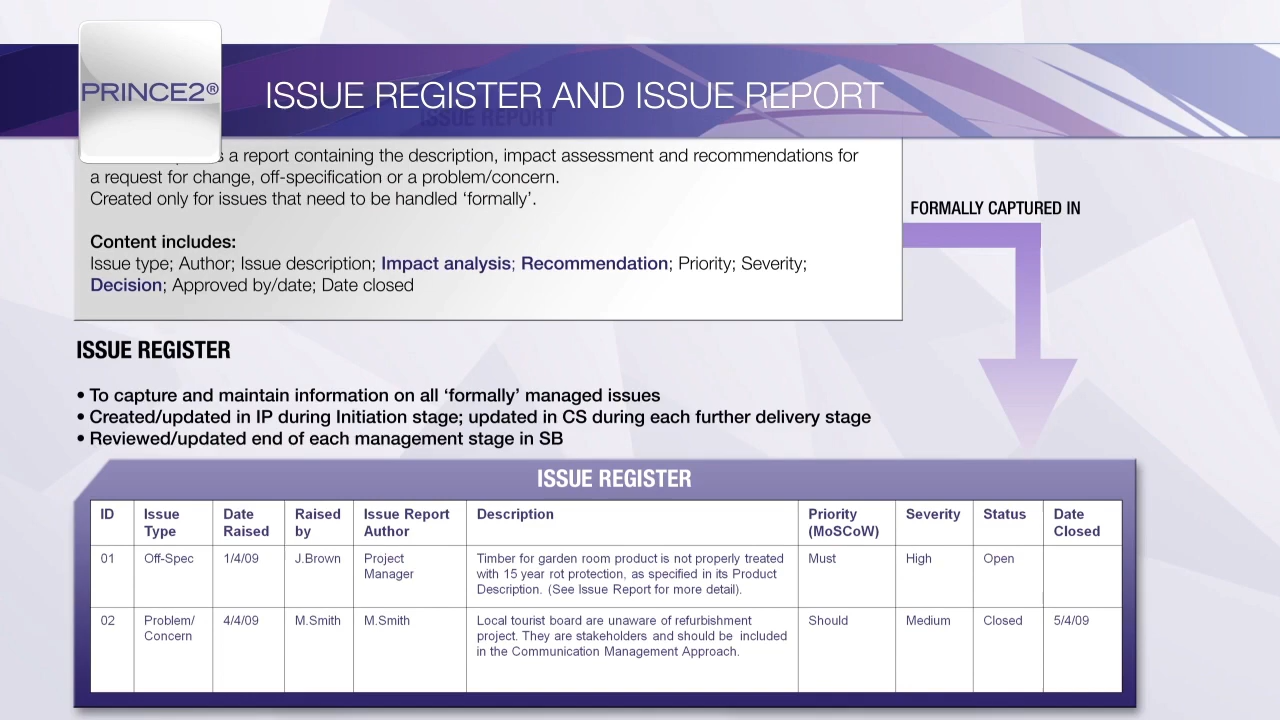 PRINCE2®
ISSUE REGISTER AND ISSUE REPORT
ISSUE REPORT
a report containing the description, impact assessment and recommendations for
a request for change, off-specification or a problem/concern.
Created only for issues that need to be handled ‘formally’.
FORMALLY CAPTURED IN
Content includes:
Issue type; Author; Issue description; Impact analysis; Recommendation; Priority; Severity;
Decision; Approved by/date; Date closed
ISSUE REGISTER
• To capture and maintain information on all ‘formally’ managed issues
• Created/updated in IP during Initiation stage; updated in CS during each further delivery stage
• Reviewed/updated end of each management stage in SB
ISSUE REGISTER
ID Issue Type Date Raised Raised by Issue Report Author Description Priority (MoSCoW) Severity Status Date Closed
01 Off-Spec 1/4/09 J.Brown Project Manager Timber for garden room product is not properly treated
with 15 year rot protection, as specified in its Product
Description. (See Issue Report for more detail). Must High Open
02 Problem/ Concern 4/4/09 M.Smith M.Smith Local tourist board are unaware of refurbishment
project. They are stakeholders and should be included
in the Communication Management Approach. Should Medium Closed 5/4/09